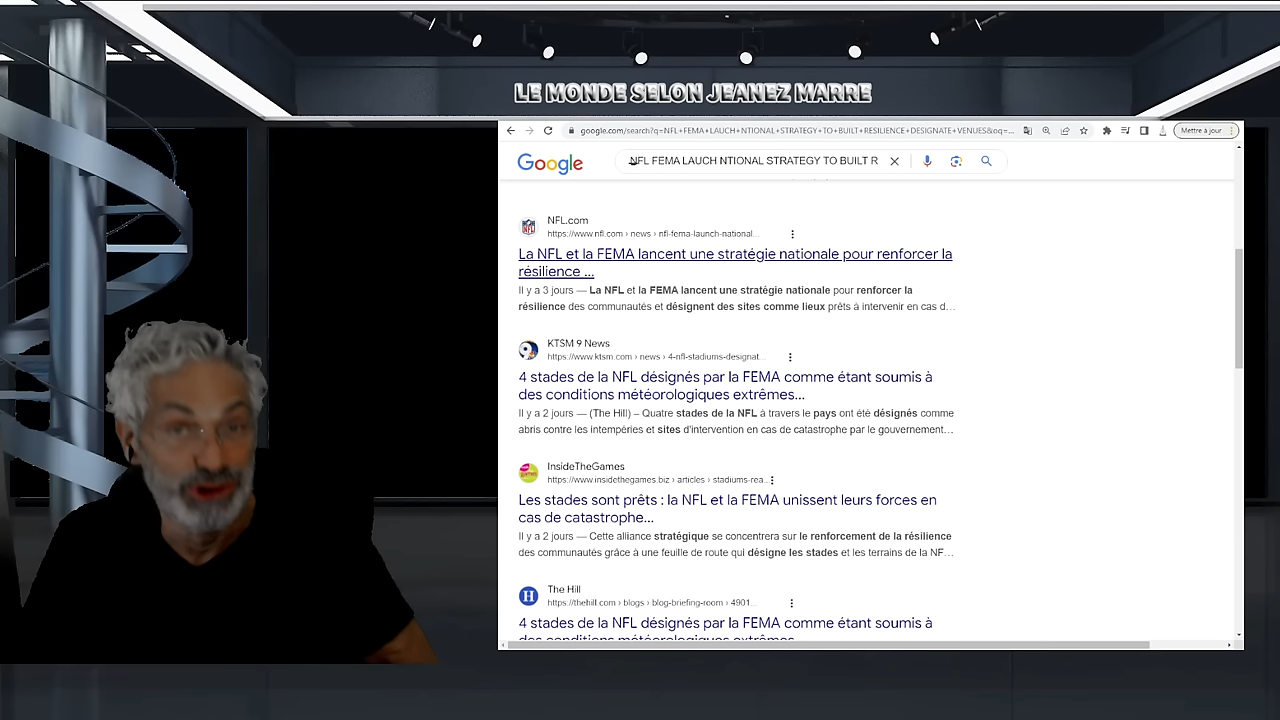 LE MONDE SELON JEANEZ MARRE
google.com/search?q=NFL+FEMA+LAUCH+NTIONAL+STRATEGY+TO+BUILT+RESILIENCE+DESIGNATE+VENUES&oq=...
Mettre à jour
Google
NFL FEMA LAUCH NTIONAL STRATEGY TO BUILT R
NFL.com
https://www.nfl.com › news › nfl-fema-launch-national...
La NFL et la FEMA lancent une stratégie nationale pour renforcer la
résilience ...
Il y a 3 jours — La NFL et la FEMA lancent une stratégie nationale pour renforcer la
résilience des communautés et désignent des sites comme lieux prêts à intervenir en cas d...
KTSM 9 News
https://www.ktsm.com › news › 4-nfl-stadiums-designat...
4 stades de la NFL désignés par la FEMA comme étant soumis à
des conditions météorologiques extrêmes...
Il y a 2 jours — (The Hill) – Quatre stades de la NFL à travers le pays ont été désignés comme
abris contre les intempéries et sites d'intervention en cas de catastrophe par le gouvernement...
InsideTheGames
https://www.insidethegames.biz › articles › stadiums-rea...
Les stades sont prêts : la NFL et la FEMA unissent leurs forces en
cas de catastrophe...
Il y a 2 jours — Cette alliance stratégique se concentrera sur le renforcement de la résilience
des communautés grâce à une feuille de route qui désigne les stades et les terrains de la NF...
The Hill
https://thehill.com › blogs › blog-briefing-room › 4901...
4 stades de la NFL désignés par la FEMA comme étant soumis à
des conditions météorologiques extrêmes...